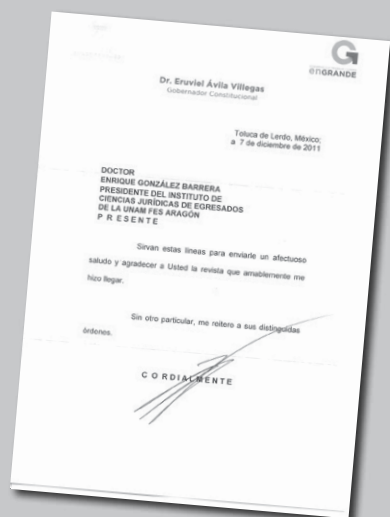 enGRANDE
Dr. Eruviel Ávila Villegas
Gobernador Constitucional
Toluca de Lerdo, México;
a 7 de diciembre de 2011
DOCTOR
ENRIQUE GONZÁLEZ BARRERA
PRESIDENTE DEL INSTITUTO DE
CIENCIAS JURÍDICAS DE EGRESADOS
DE LA UNAM FES ARAGÓN
P R E S E N T E
Sirvan estas líneas para enviarle un afectuoso
saludo y agradecer a Usted la revista que amablemente me
hizo llegar.
Sin otro particular, me reitero a sus distinguidas
órdenes.
C O R D I A L M E N T E